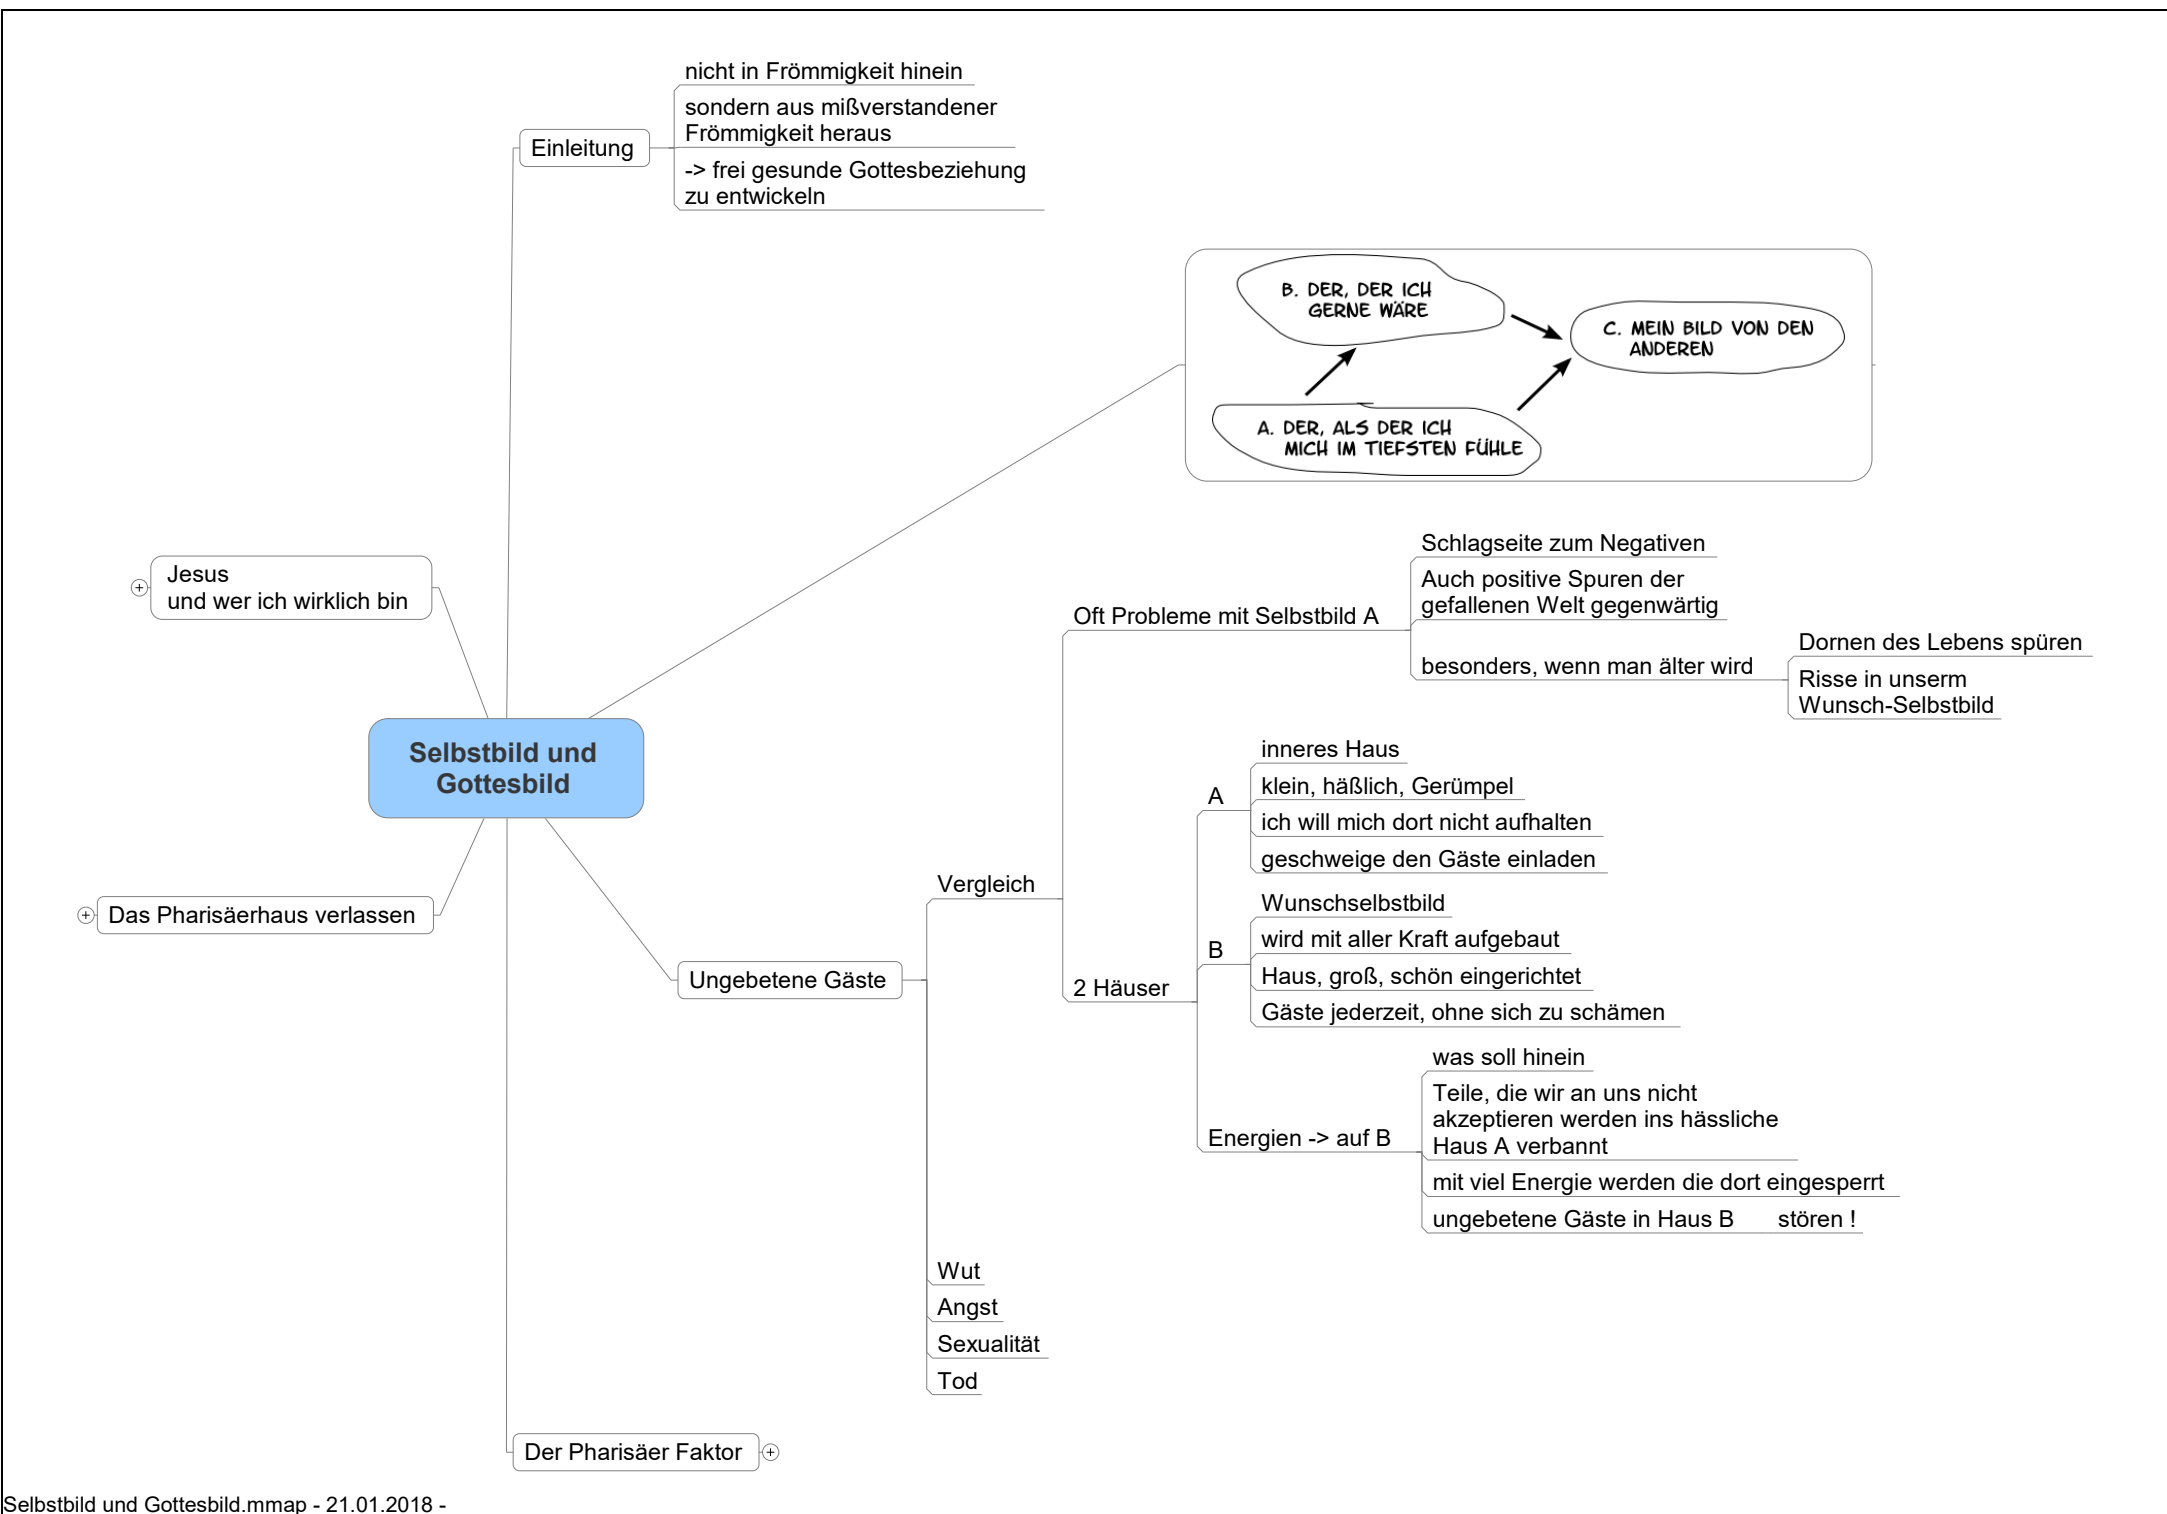 nicht in Frömmigkeit hinein
sondern aus mißverstandener
Frömmigkeit heraus
-> frei gesunde Gottesbeziehung
zu entwickeln
Einleitung
B. DER, DER ICH
GERNE WÄRE
C. MEIN BILD VON DEN
ANDEREN
A. DER, ALS DER ICH
MICH IM TIEFSTEN FÜHLE
Jesus
und wer ich wirklich bin
Selbstbild und
Gottesbild
Das Pharisäerhaus verlassen
Ungebetene Gäste
Vergleich
Oft Probleme mit Selbstbild A
Schlagseite zum Negativen
Auch positive Spuren der
gefallenen Welt gegenwärtig
besonders, wenn man älter wird
Dornen des Lebens spüren
Risse in unserm
Wunsch-Selbstbild
2 Häuser
A
inneres Haus
klein, häßlich, Gerümpel
ich will mich dort nicht aufhalten
geschweige den Gäste einladen
B
Wunschselbstbild
wird mit aller Kraft aufgebaut
Haus, groß, schön eingerichtet
Gäste jederzeit, ohne sich zu schämen
Energien -> auf B
was soll hinein
Teile, die wir an uns nicht
akzeptieren werden ins hässliche
Haus A verbannt
mit viel Energie werden die dort eingesperrt
ungebetene Gäste in Haus B stören !
Wut
Angst
Sexualität
Tod
Der Pharisäer Faktor
Selbstbild und Gottesbild.mmap - 21.01.2018 -